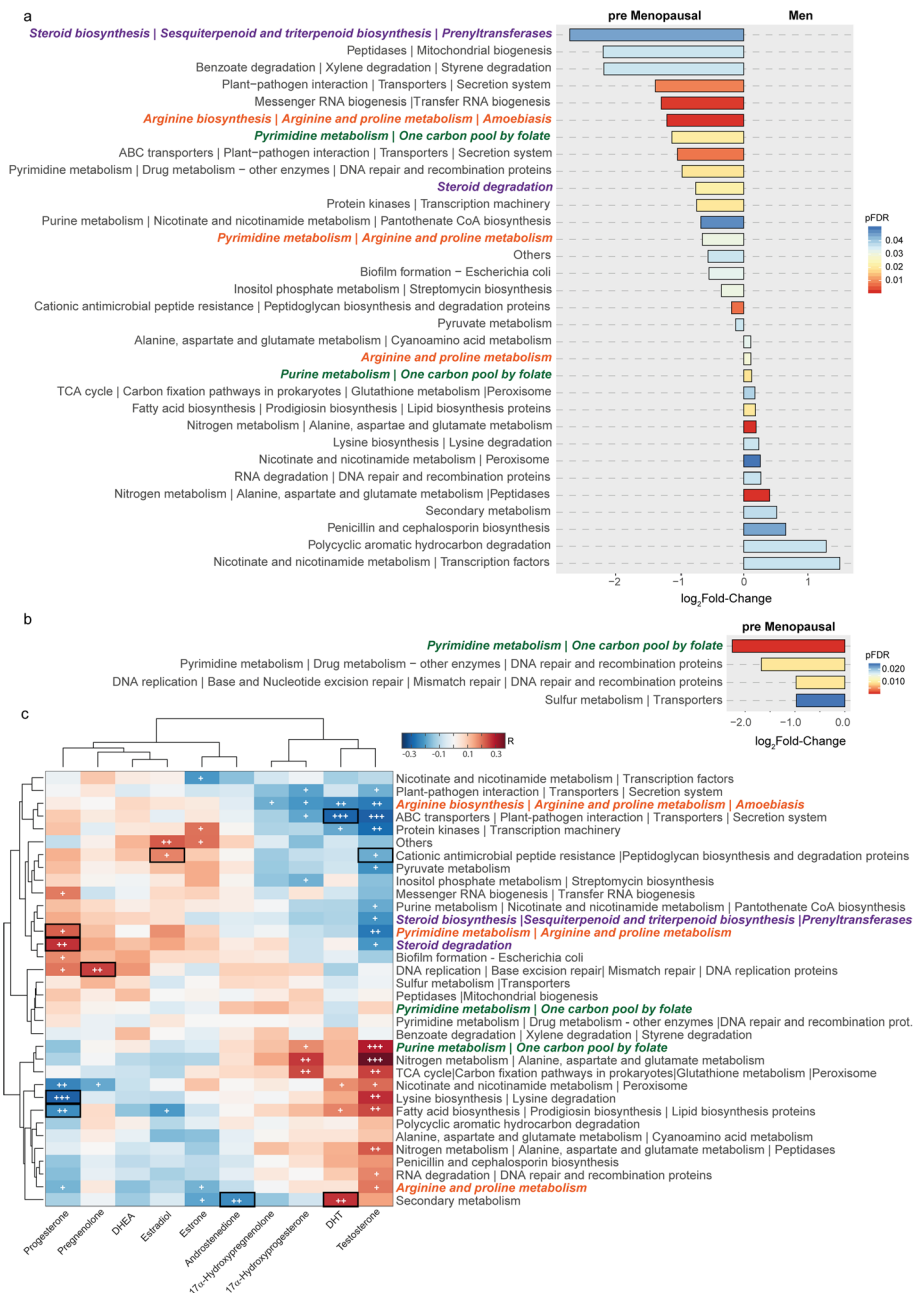 a
pre Menopausal Men
Steroid biosynthesis | Sesquiterpenoid and triterpenoid biosynthesis | Prenyltransferases
Peptidases | Mitochondrial biogenesis
Benzoate degradation | Xylene degradation | Styrene degradation
Plant−pathogen interaction | Transporters | Secretion system
Messenger RNA biogenesis |Transfer RNA biogenesis
Arginine biosynthesis | Arginine and proline metabolism | Amoebiasis
Pyrimidine metabolism | One carbon pool by folate
ABC transporters | Plant−pathogen interaction | Transporters | Secretion system
Pyrimidine metabolism | Drug metabolism − other enzymes | DNA repair and recombination proteins
Steroid degradation
Protein kinases | Transcription machinery
Purine metabolism | Nicotinate and nicotinamide metabolism | Pantothenate CoA biosynthesis
Pyrimidine metabolism | Arginine and proline metabolism
Others
Biofilm formation − Escherichia coli
Inositol phosphate metabolism | Streptomycin biosynthesis
Cationic antimicrobial peptide resistance | Peptidoglycan biosynthesis and degradation proteins
Pyruvate metabolism
Alanine, aspartate and glutamate metabolism | Cyanoamino acid metabolism
Arginine and proline metabolism
Purine metabolism | One carbon pool by folate
TCA cycle | Carbon fixation pathways in prokaryotes | Glutathione metabolism |Peroxisome
Fatty acid biosynthesis | Prodigiosin biosynthesis | Lipid biosynthesis proteins
Nitrogen metabolism | Alanine, aspartae and glutamate metabolism
Lysine biosynthesis | Lysine degradation
Nicotinate and nicotinamide metabolism | Peroxisome
RNA degradation | DNA repair and recombination proteins
Nitrogen metabolism | Alanine, aspartate and glutamate metabolism |Peptidases
Secondary metabolism
Penicillin and cephalosporin biosynthesis
Polycyclic aromatic hydrocarbon degradation
Nicotinate and nicotinamide metabolism | Transcription factors
−2 −1 0 1
log2Fold-Change
pFDR
0.04
0.03
0.02
0.01
b
pre Menopausal
Pyrimidine metabolism | One carbon pool by folate
Pyrimidine metabolism | Drug metabolism − other enzymes | DNA repair and recombination proteins
DNA replication | Base and Nucleotide excision repair | Mismatch repair | DNA repair and recombination proteins
Sulfur metabolism | Transporters
-2.0 -1.0 0.0
log2Fold-Change
pFDR
0.020
0.010
c
-0.3 -0.1 0.1 0.3
R
+ Nicotinate and nicotinamide metabolism | Transcription factors
+ + Plant-pathogen interaction | Transporters | Secretion system
+ + ++ ++ Arginine biosynthesis | Arginine and proline metabolism | Amoebiasis
+ +++ +++ ABC transporters | Plant-pathogen interaction | Transporters | Secretion system
+ + ++ Protein kinases | Transcription machinery
++ + Others
+ + Cationic antimicrobial peptide resistance |Peptidoglycan biosynthesis and degradation proteins
+ Pyruvate metabolism
+ Inositol phosphate metabolism | Streptomycin biosynthesis
+ Messenger RNA biogenesis | Transfer RNA biogenesis
+ Purine metabolism | Nicotinate and nicotinamide metabolism | Pantothenate CoA biosynthesis
+ Steroid biosynthesis |Sesquiterpenoid and triterpenoid biosynthesis |Prenyltransferases
+ ++ Pyrimidine metabolism | Arginine and proline metabolism
++ + Steroid degradation
+ Biofilm formation - Escherichia coli
+ ++ DNA replication | Base excision repair| Mismatch repair | DNA replication proteins
Sulfur metabolism |Transporters
Peptidases |Mitochondrial biogenesis
Pyrimidine metabolism | One carbon pool by folate
Pyrimidine metabolism | Drug metabolism - other enzymes |DNA repair and recombination prot.
Benzoate degradation | Xylene degradation | Styrene degradation
+ +++ Purine metabolism | One carbon pool by folate
++ +++ Nitrogen metabolism | Alanine, aspartate and glutamate metabolism
++ ++ TCA cycle|Carbon fixation pathways in prokaryotes|Glutathione metabolism |Peroxisome
++ + + + Nicotinate and nicotinamide metabolism | Peroxisome
+++ ++ Lysine biosynthesis | Lysine degradation
++ + + ++ Fatty acid biosynthesis | Prodigiosin biosynthesis | Lipid biosynthesis proteins
Polycyclic aromatic hydrocarbon degradation
Alanine, aspartate and glutamate metabolism | Cyanoamino acid metabolism
++ Nitrogen metabolism | Alanine, aspartate and glutamate metabolism | Peptidases
Penicillin and cephalosporin biosynthesis
+ RNA degradation | DNA repair and recombination proteins
+ + + Arginine and proline metabolism
+ ++ ++ Secondary metabolism
Progesterone
Pregnenolone
DHEA
Estradiol
Estrone
Androstenedione
17α-Hydroxypregnenolone
17α-Hydroxyprogesterone
DHT
Testosterone